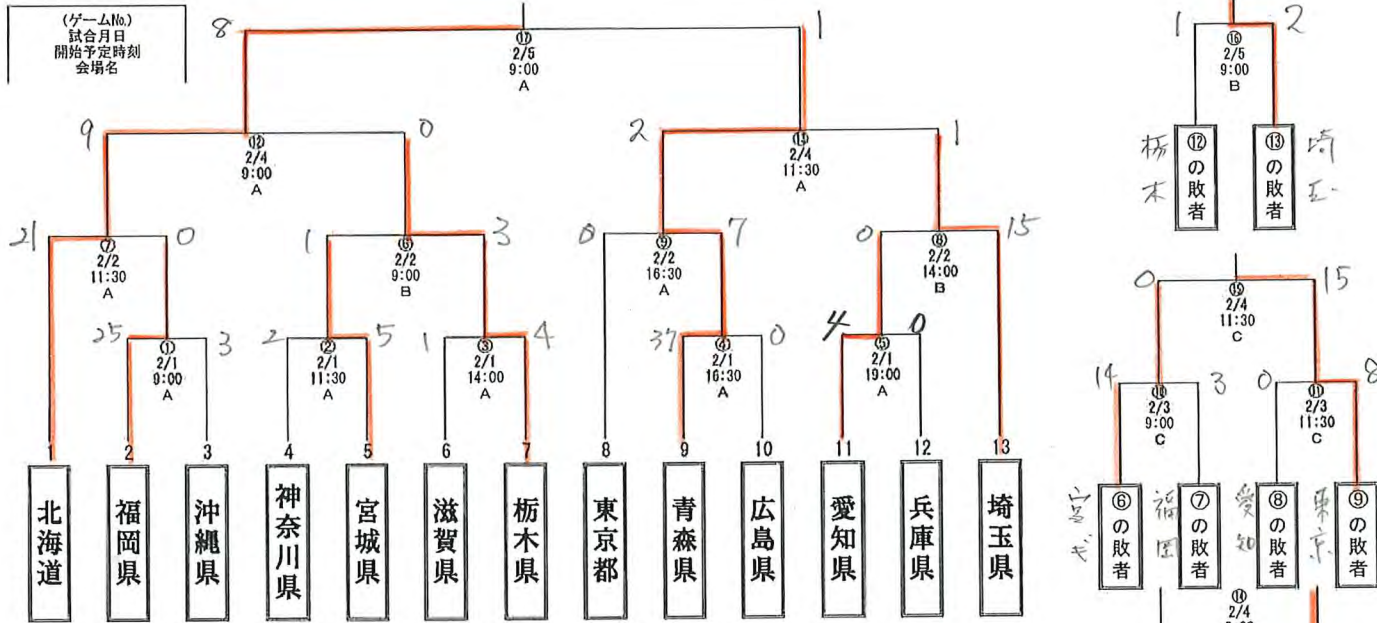 (ゲームNo.)
試合月日
開始予定時刻
会場名
8
1
⑰
2/5
9:00
A
9
0
⑫
2/4
9:00
A
2
1
⑬
2/4
11:30
A
21
0
⑦
2/2
11:30
A
1
3
⑥
2/2
9:00
B
0
7
⑨
2/2
16:30
A
0
15
⑧
2/2
14:00
B
25
3
①
2/1
9:00
A
2
5
②
2/1
11:30
A
1
4
③
2/1
14:00
A
37
0
④
2/1
16:30
A
4
0
⑤
2/1
19:00
A
1
2
3
4
5
6
7
8
9
10
11
12
13
北海道
福岡県
沖縄県
神奈川県
宮城県
滋賀県
栃木県
東京都
青森県
広島県
愛知県
兵庫県
埼玉県
1
2
⑯
2/5
9:00
B
栃木
⑫の敗者
⑬の敗者
埼玉
0
15
⑮
2/4
11:30
C
14
3
⑩
2/3
9:00
C
0
8
⑪
2/3
11:30
C
宮ギ
⑥の敗者
福岡
⑦の敗者
愛知
⑧の敗者
東京
⑨の敗者
⑭
2/4